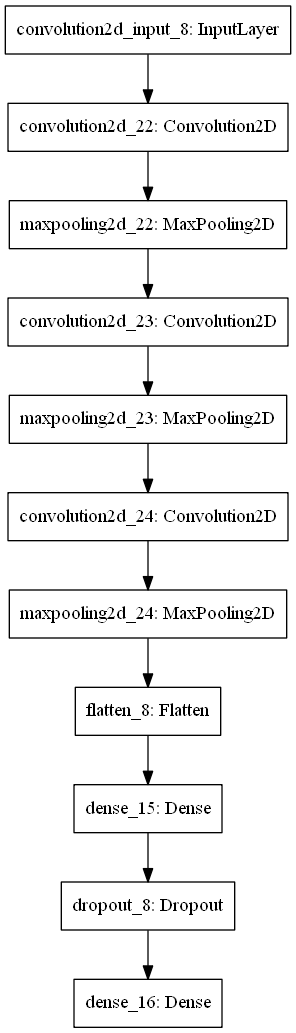 convolution2d_input_8: InputLayer
convolution2d_22: Convolution2D
maxpooling2d_22: MaxPooling2D
convolution2d_23: Convolution2D
maxpooling2d_23: MaxPooling2D
convolution2d_24: Convolution2D
maxpooling2d_24: MaxPooling2D
flatten_8: Flatten
dense_15: Dense
dropout_8: Dropout
dense_16: Dense